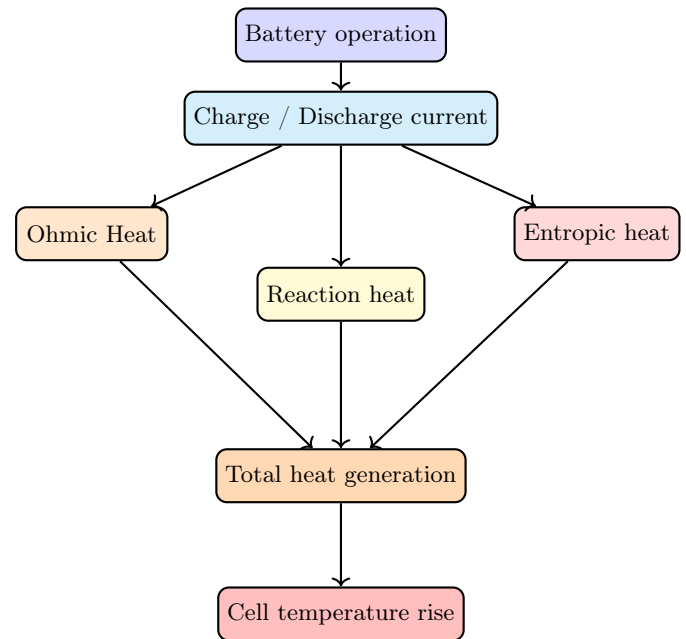 Battery operation
Charge / Discharge current
Ohmic Heat
Entropic heat
Reaction heat
Total heat generation
Cell temperature rise